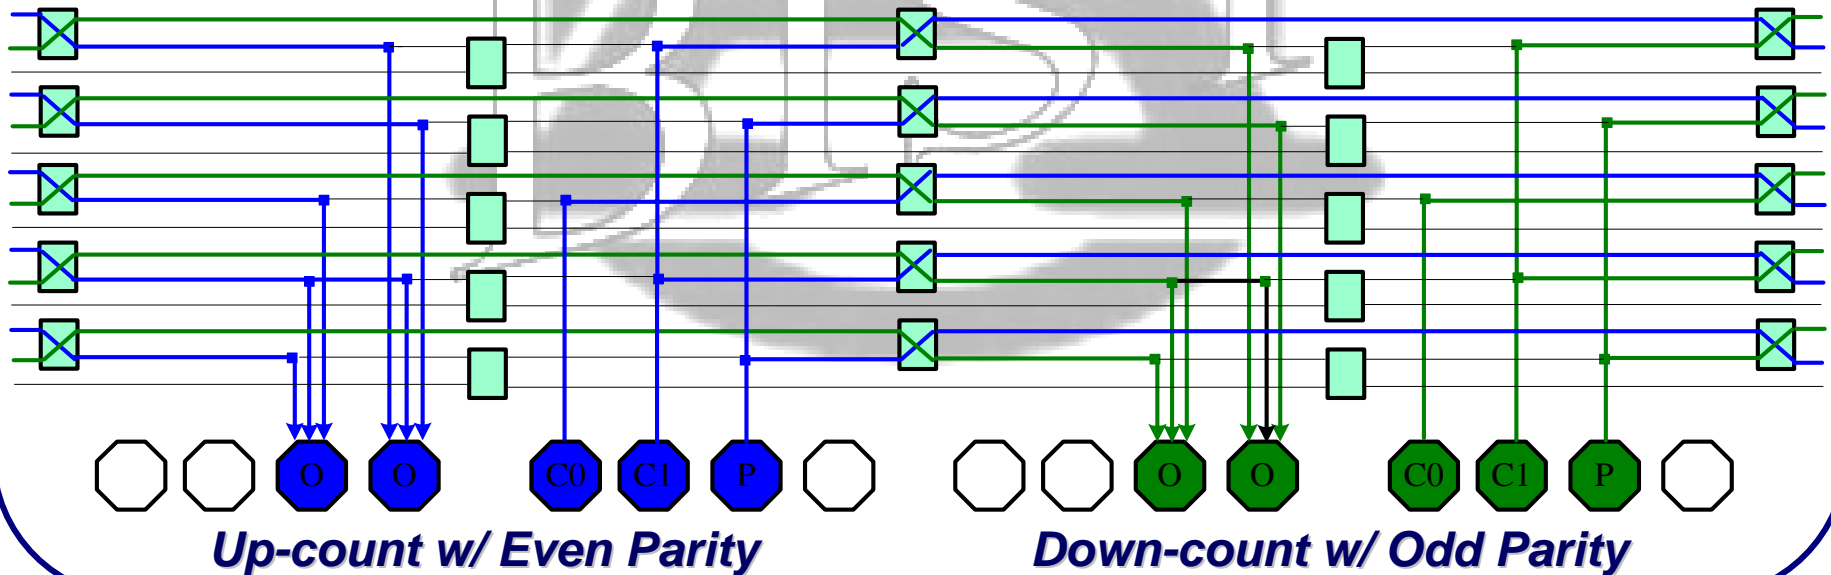 O O C0 C1 P O O C0 C1 P
Up-count w/ Even Parity Down-count w/ Odd Parity